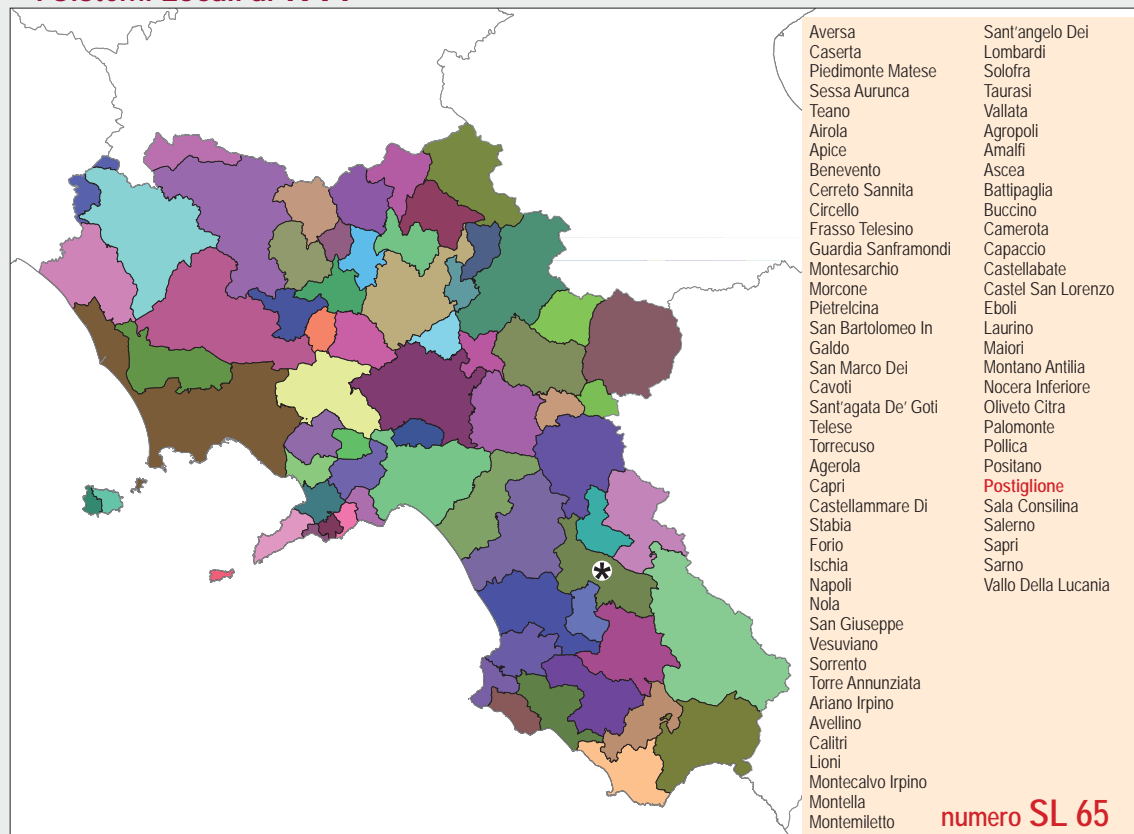 Aversa
Caserta
Piedimonte Matese
Sessa Aurunca
Teano
Airola
Apice
Benevento
Cerreto Sannita
Circello
Frasso Telesino
Guardia Sanframondi
Montesarchio
Morcone
Pietrelcina
San Bartolomeo In
Galdo
San Marco Dei
Cavoti
Sant'agata De' Goti
Telese
Torrecuso
Agerola
Capri
Castellammare Di
Stabia
Forio
Ischia
Napoli
Nola
San Giuseppe
Vesuviano
Sorrento
Torre Annunziata
Ariano Irpino
Avellino
Calitri
Lioni
Montecalvo Irpino
Montella
Montemiletto
Sant'angelo Dei
Lombardi
Solofra
Taurasi
Vallata
Agropoli
Amalfi
Ascea
Battipaglia
Buccino
Camerota
Capaccio
Castellabate
Castel San Lorenzo
Eboli
Laurino
Maiori
Montano Antilia
Nocera Inferiore
Oliveto Citra
Palomonte
Pollica
Positano
Postiglione
Sala Consilina
Salerno
Sapri
Sarno
Vallo Della Lucania
numero SL 65
*